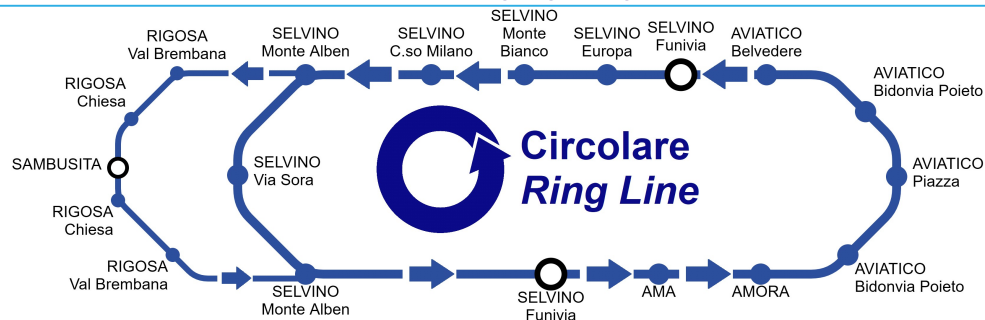 RIGOSA
Val Brembana
SELVINO
Monte Alben
SELVINO
C.so Milano
SELVINO
Monte
Bianco
SELVINO
Europa
SELVINO
Funivia
AVIATICO
Belvedere
AVIATICO
Bidonvia Poieto
RIGOSA
Chiesa
SAMBUSITA
SELVINO
Via Sora
Circolare
Ring Line
AVIATICO
Piazza
RIGOSA
Chiesa
RIGOSA
Val Brembana
SELVINO
Monte Alben
SELVINO
Funivia
AMA
AMORA
AVIATICO
Bidonvia Poieto